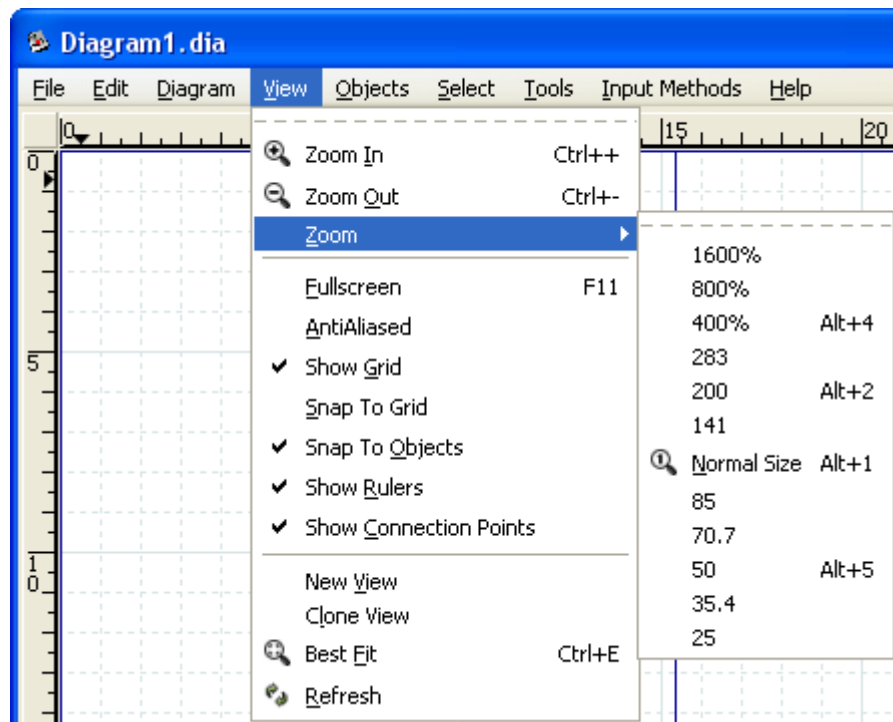 Diagram1.dia
File Edit Diagram View Objects Select Tools Input Methods Help
0 15 20
0
Zoom In Ctrl++
Zoom Out Ctrl+-
Zoom
1600%
800%
400% Alt+4
283
200 Alt+2
141
Normal Size Alt+1
85
70.7
50 Alt+5
35.4
25
Fullscreen F11
AntiAliased
Show Grid
5
Snap To Grid
Snap To Objects
Show Rulers
Show Connection Points
10
New View
Clone View
Best Fit Ctrl+E
Refresh